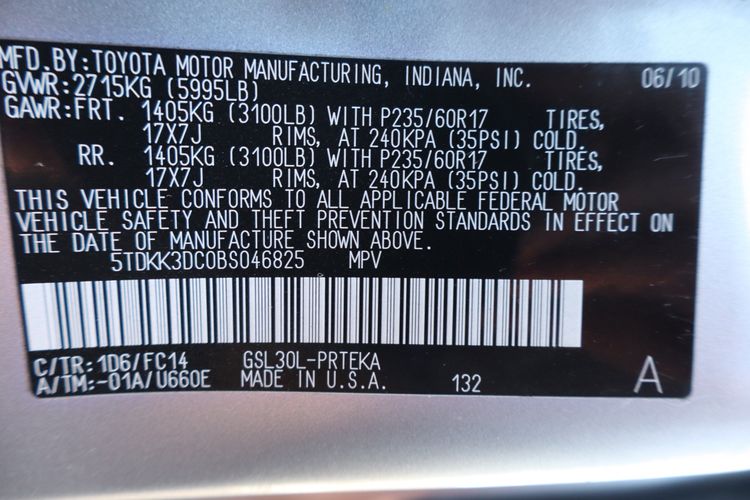 MFD.BY:TOYOTA MOTOR MANUFACTURING, INDIANA, INC. 06/10
GVWR:2715KG (5995LB)
GAWR:FRT. 1405KG (3100LB) WITH P235/60R17 TIRES,
17X7J RIMS, AT 240KPA (35PSI) COLD.
RR. 1405KG (3100LB) WITH P235/60R17 TIRES,
17X7J RIMS, AT 240KPA (35PSI) COLD.
THIS VEHICLE CONFORMS TO ALL APPLICABLE FEDERAL MOTOR
VEHICLE SAFETY AND THEFT PREVENTION STANDARDS IN EFFECT ON
THE DATE OF MANUFACTURE SHOWN ABOVE.
5TDKK3DC0BS046825 MPV
C/TR:1D6/FC14 GSL30L-PRTEKA
A/TM:-01A/U660E MADE IN U.S.A. 132 A